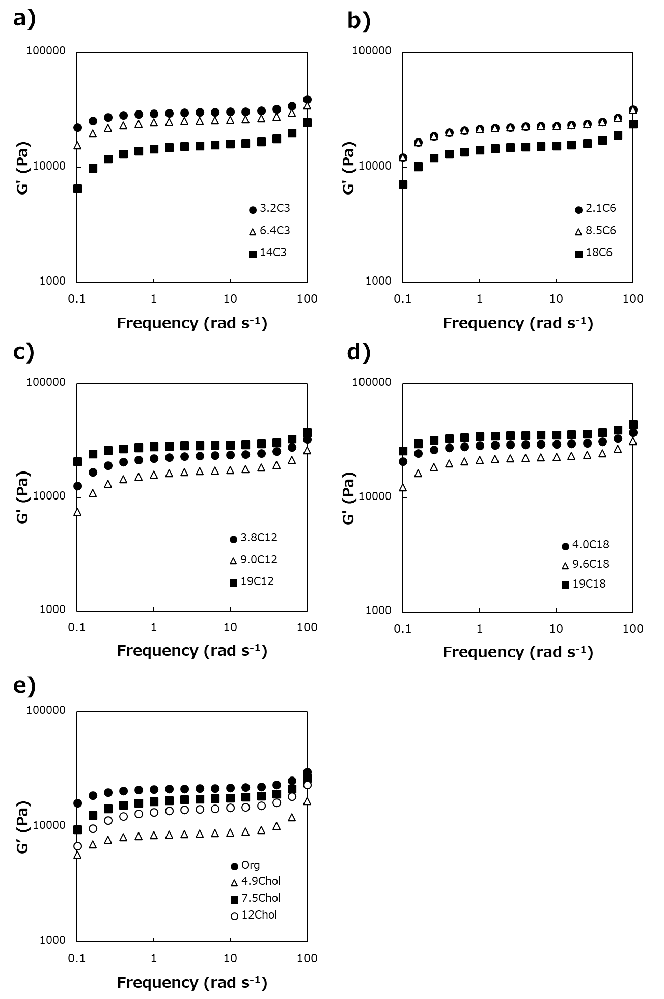 a)
100000
10000
1000
G' (Pa)
3.2C3
6.4C3
14C3
0.1 1 10 100
Frequency (rad s-1)
b)
100000
10000
1000
G' (Pa)
2.1C6
8.5C6
18C6
0.1 1 10 100
Frequency (rad s-1)
c)
100000
10000
1000
G' (Pa)
3.8C12
9.0C12
19C12
0.1 1 10 100
Frequency (rad s-1)
d)
100000
10000
1000
G' (Pa)
4.0C18
9.6C18
19C18
0.1 1 10 100
Frequency (rad s-1)
e)
100000
10000
1000
G’ (Pa)
Org
4.9Chol
7.5Chol
12Chol
0.1 1 10 100
Frequency (rad s-1)